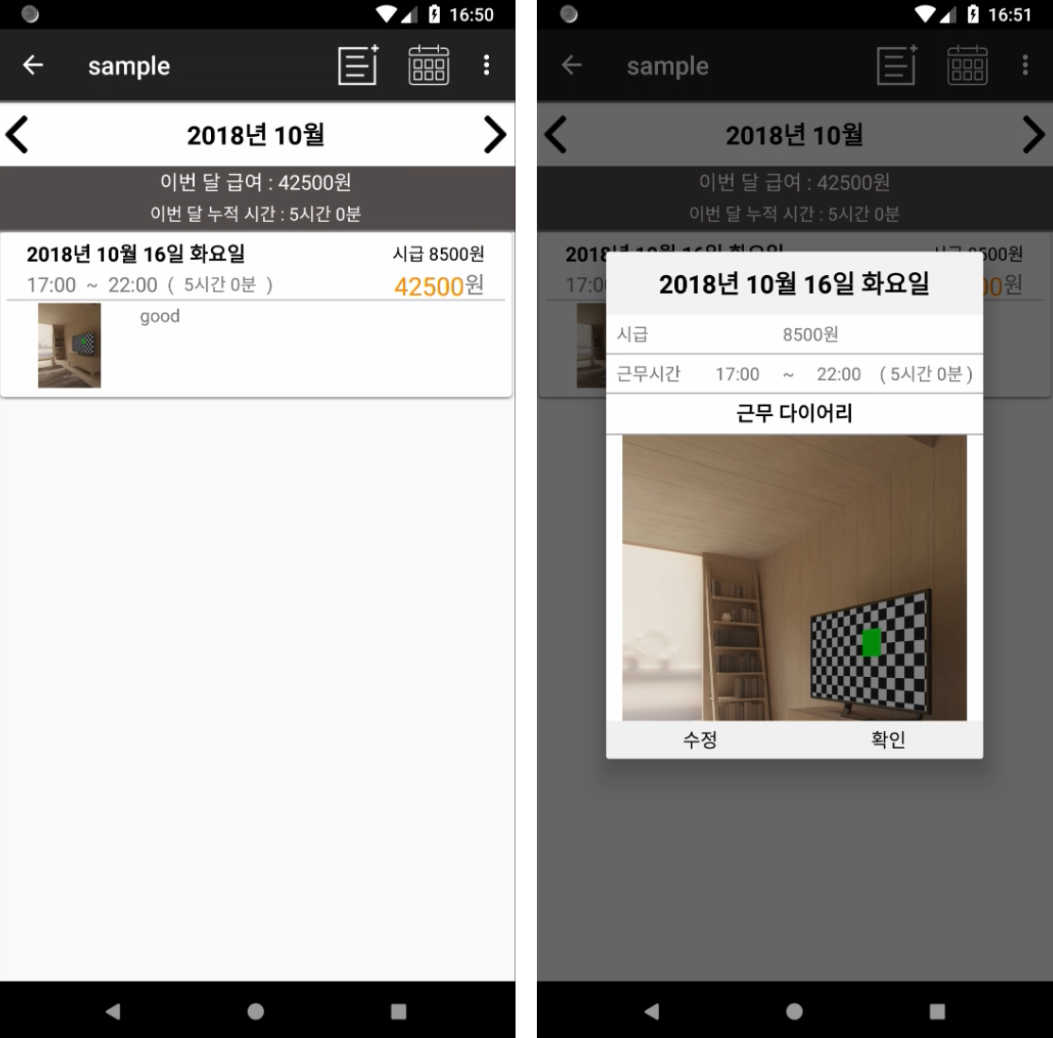 16:50
sample
2018년 10월
이번 달 급여 : 42500원
이번 달 누적 시간 : 5시간 0분
2018년 10월 16일 화요일 시급 8500원
17:00 ~ 22:00 ( 5시간 0분 ) 42500원
good
16:51
sample
2018년 10월
이번 달 급여 : 42500원
이번 달 누적 시간 : 5시간 0분
2018년 10월 16일 화요일
시급 8500원
근무시간 17:00 ~ 22:00 ( 5시간 0분 )
근무 다이어리
수정 확인